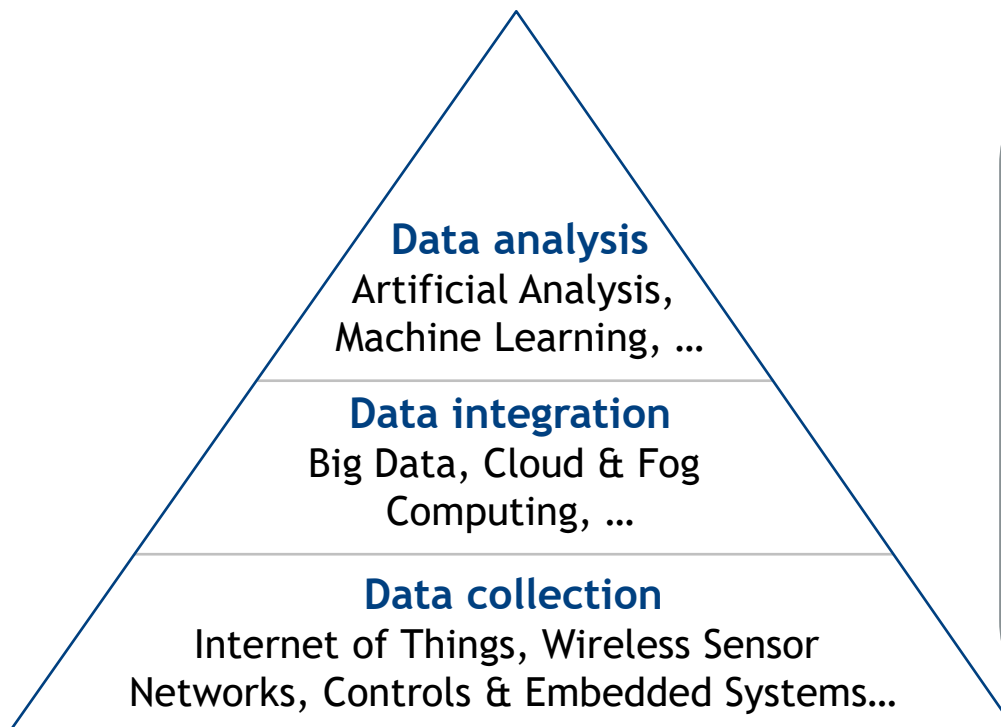 Data analysis
Artificial Analysis,
Machine Learning, …
Data integration
Big Data, Cloud & Fog
Computing, …
Data collection
Internet of Things, Wireless Sensor
Networks, Controls & Embedded Systems…